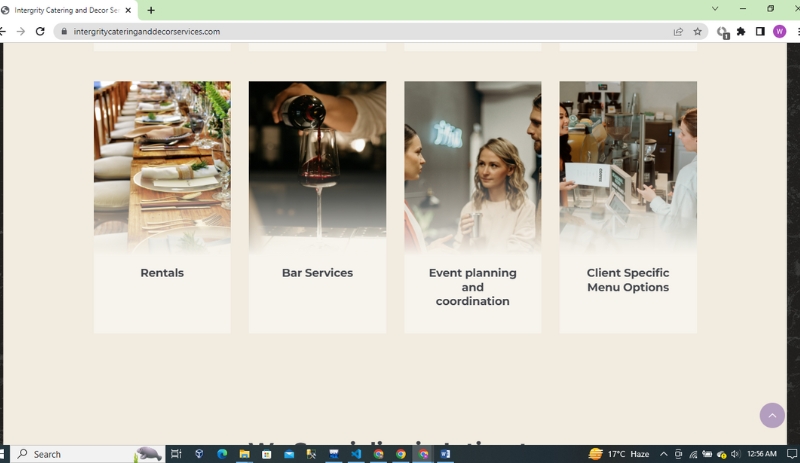 Intergrity Catering and Decor Se
intergritycateringanddecorservices.com
1
W
Rentals
Bar Services
Event planning
and
coordination
Client Specific
Menu Options
Search
17°C Haze
12:56 AM